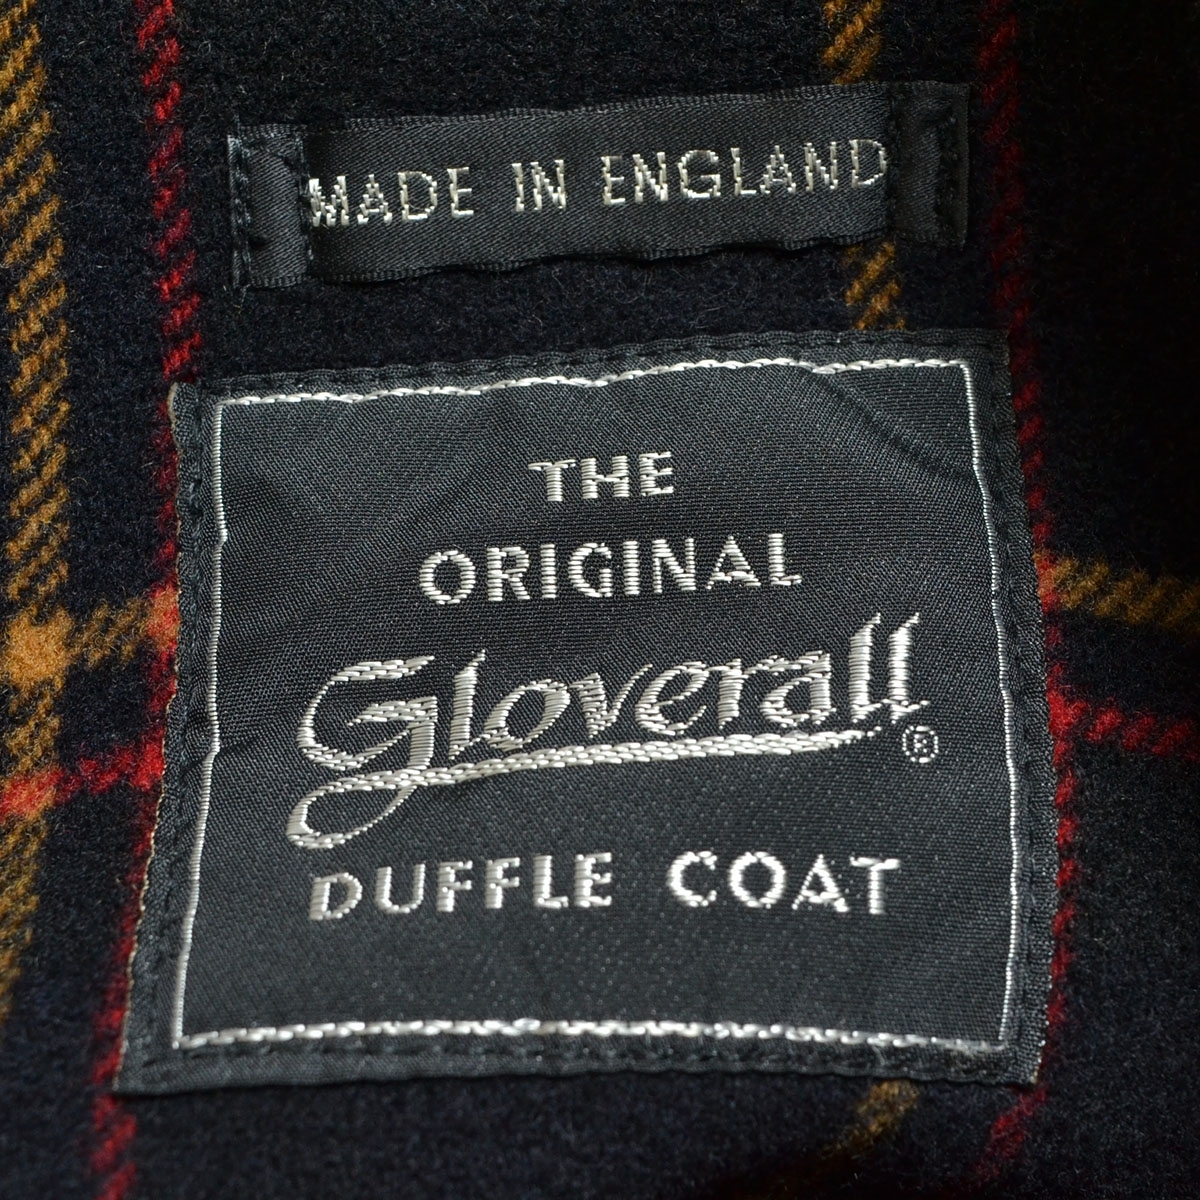 MADE IN ENGLAND
THE
ORIGINAL
Gloverall®
DUFFLE COAT